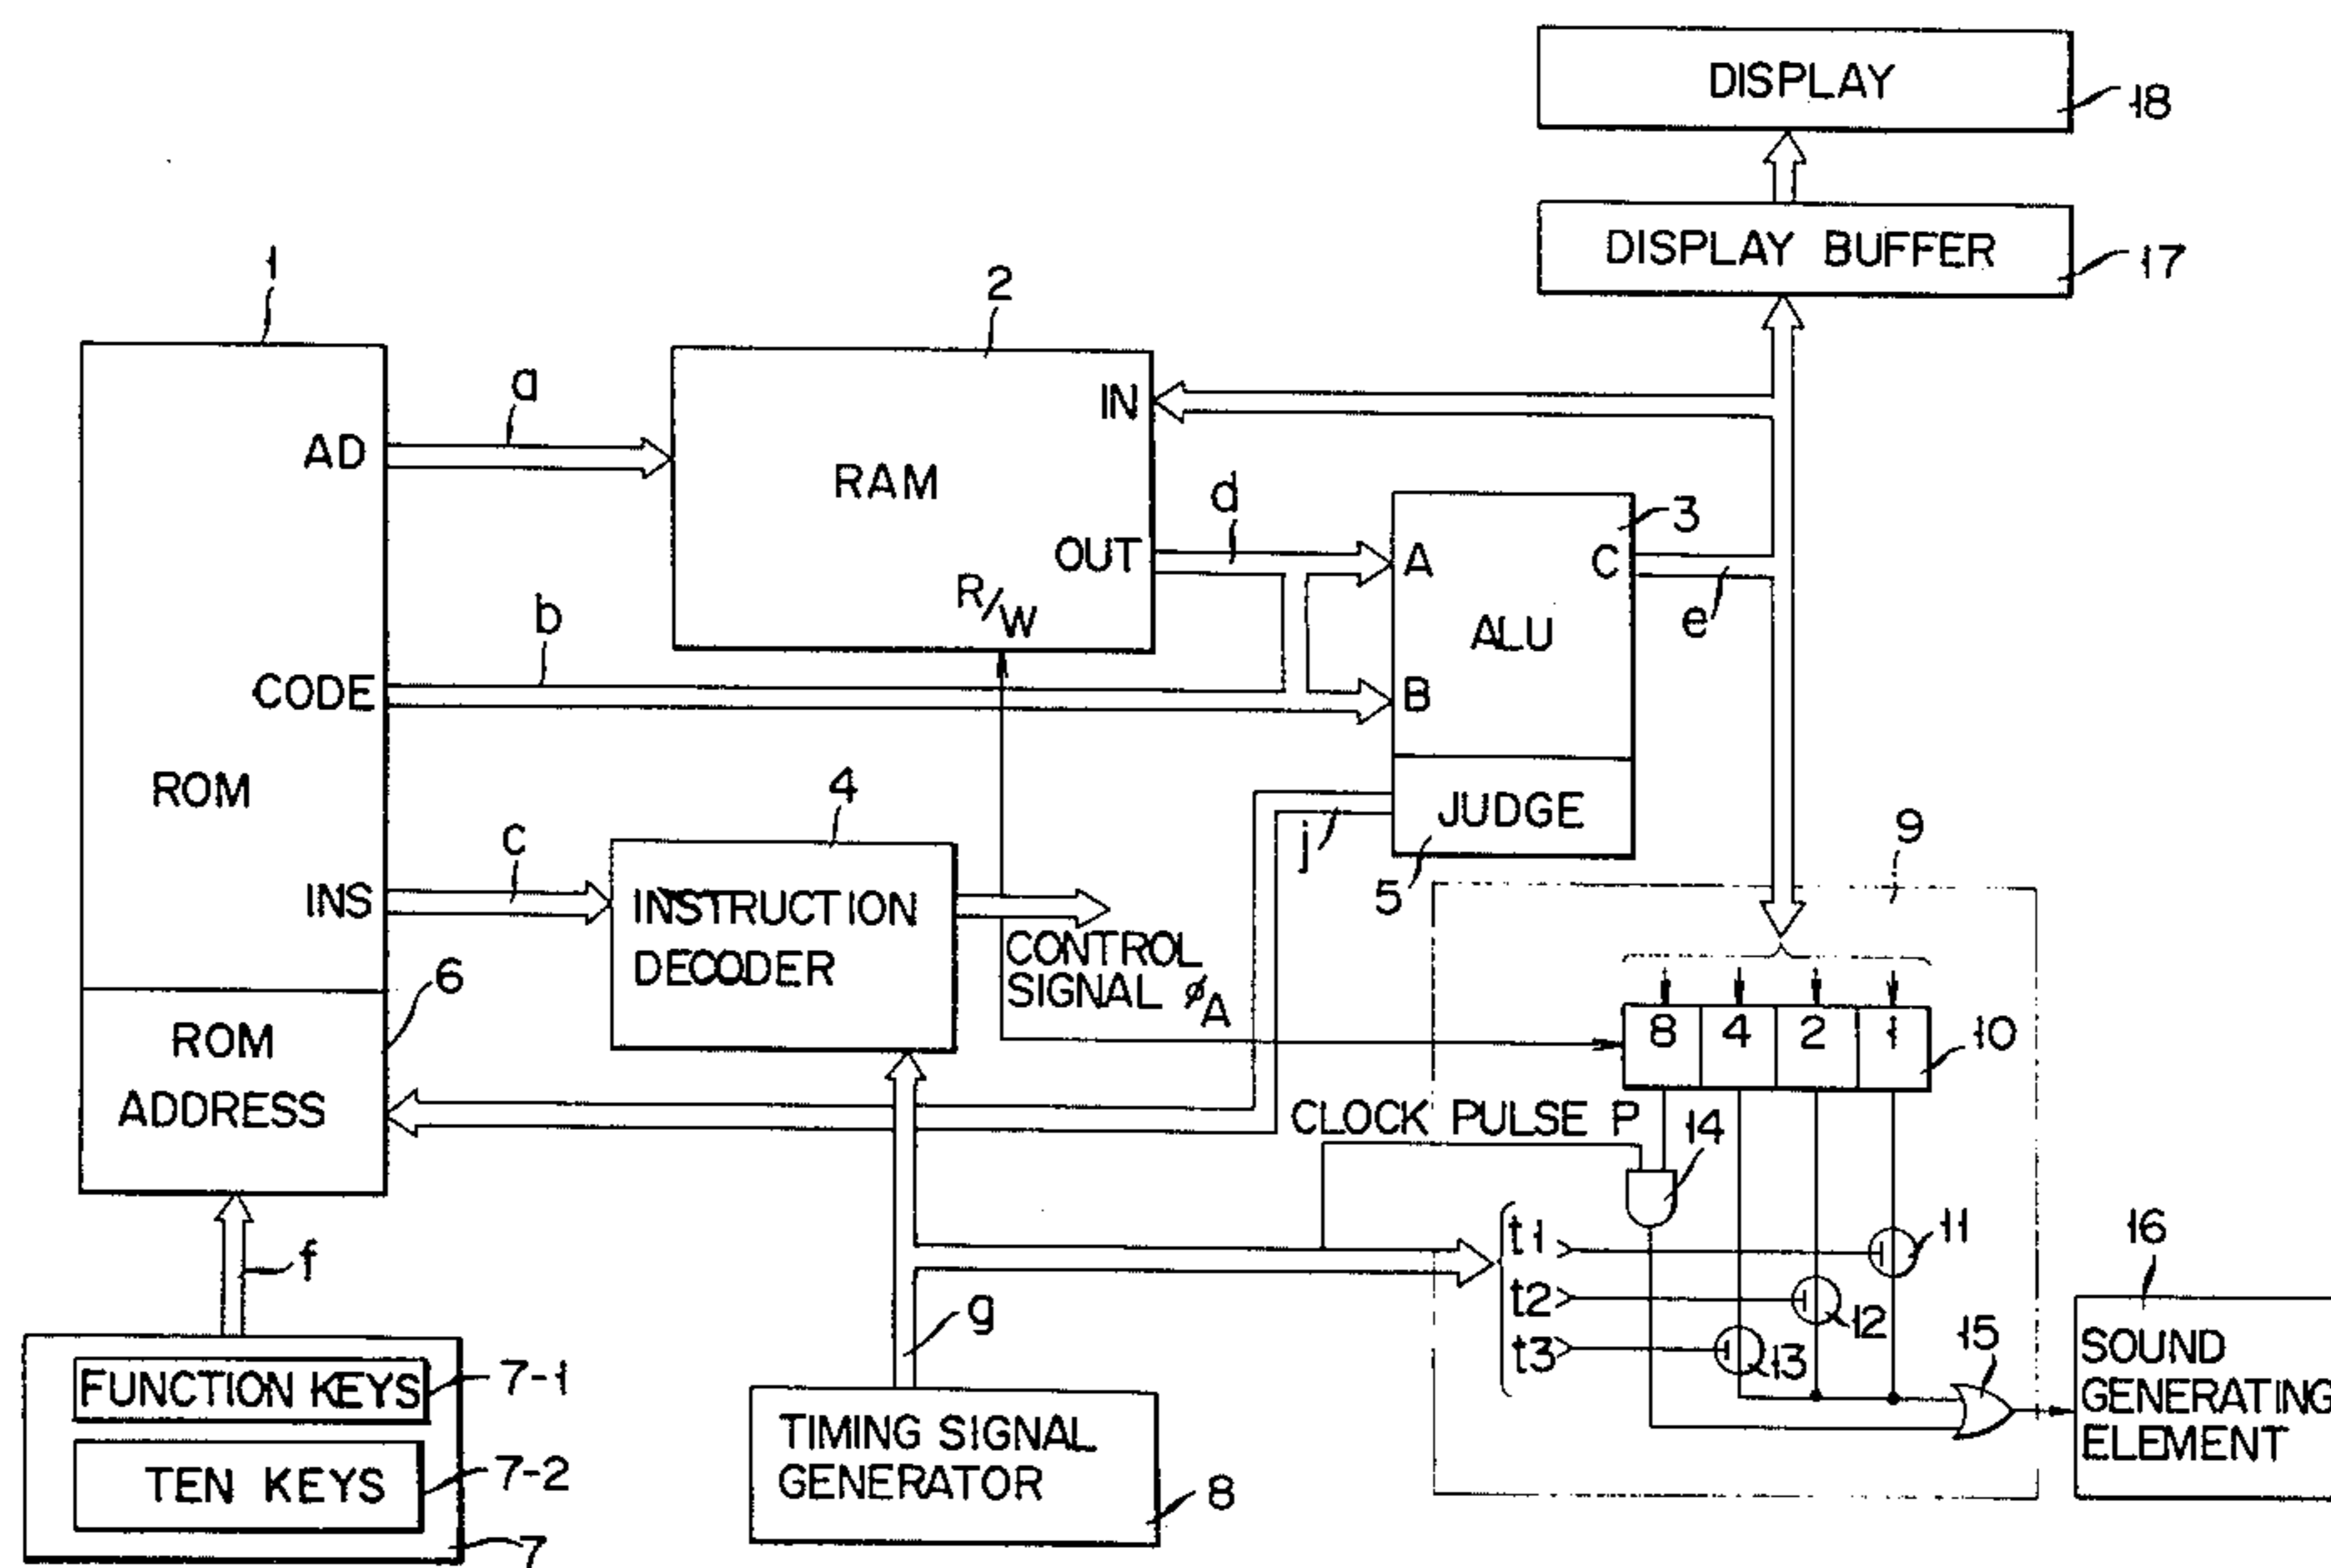 DISPLAY
18
DISPLAY BUFFER
17
1
2
a
AD
IN
RAM
d
3
OUT
A
C
R/W
e
b
ALU
CODE
B
ROM
4
JUDGE
j
5
9
c
INS
INSTRUCTION
DECODER
CONTROL
SIGNAL ØA
6
ROM
ADDRESS
8 4 2 1
10
CLOCK PULSE P
14
t1
11
16
f
t2
12
g
t3
13
15
SOUND
GENERATING
ELEMENT
FUNCTION KEYS
7-1
TEN KEYS
7-2
7
TIMING SIGNAL
GENERATOR
8